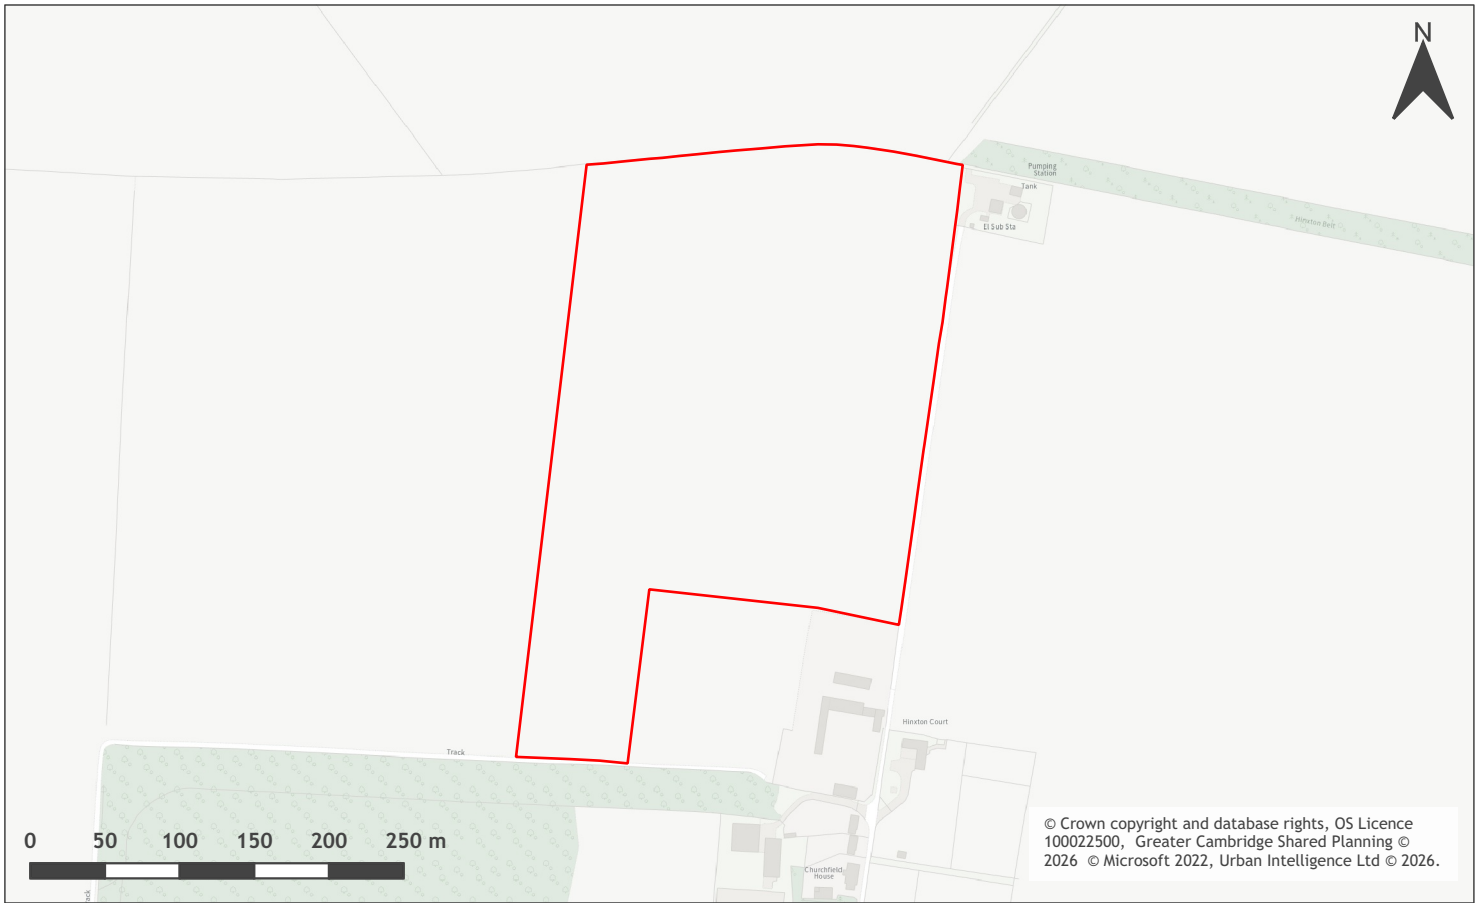 N
Pumping
Station
Tank
El Sub Sta
Hinxton Belt
Hinxton Court
Track
0 50 100 150 200 250 m
© Crown copyright and database rights, OS Licence
100022500, Greater Cambridge Shared Planning ©
2026 © Microsoft 2022, Urban Intelligence Ltd © 2026.
Churchfield
House